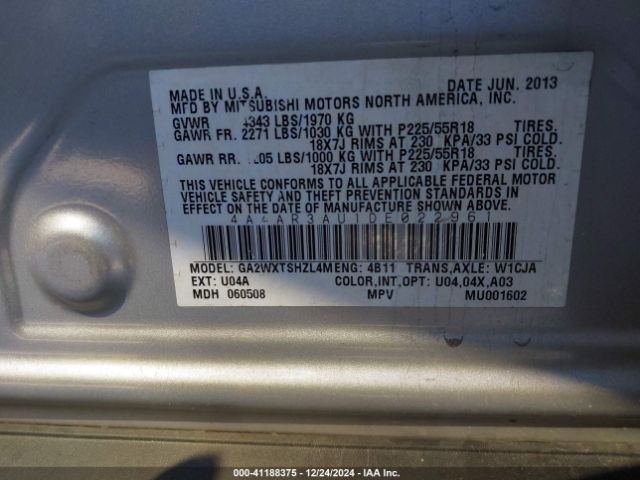 MADE IN U.S.A. DATE JUN. 2013
MFD BY MITSUBISHI MOTORS NORTH AMERICA, INC.
GVWR 4343 LBS/1970 KG
GAWR FR. 2271 LBS/1030 KG WITH P225/55R18 TIRES,
18X7J RIMS AT 230 KPA/33 PSI COLD.
GAWR RR. 2205 LBS/1000 KG WITH P225/55R18 TIRES,
18X7J RIMS AT 230 KPA/33 PSI COLD.
THIS VEHICLE CONFORMS TO ALL APPLICABLE FEDERAL MOTOR
VEHICLE SAFETY AND THEFT PREVENTION STANDARDS IN
EFFECT ON THE DATE OF MANUFACTURE SHOWN ABOVE.
4A4AR3AU1DE022961
MODEL: GA2WXTSHZL4M ENG: 4B11 TRANS,AXLE: W1CJA
EXT: U04A COLOR,INT,OPT: U04,04X,A03
MDH 060508 MPV MU001602
000-41188375 - 12/24/2024 - IAA Inc.